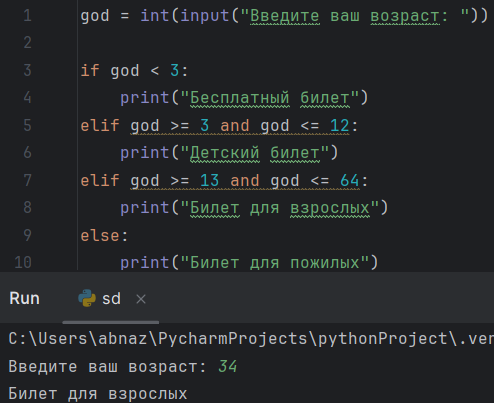 1 god = int(input("Введите ваш возраст: "))
2
3 if god < 3:
4 print("Бесплатный билет")
5 elif god >= 3 and god <= 12:
6 print("Детский билет")
7 elif god >= 13 and god <= 64:
8 print("Билет для взрослых")
9 else:
10 print("Билет для пожилых")
Run sd ×
C:\Users\abnaz\PycharmProjects\pythonProject\.ven
Введите ваш возраст: 34
Билет для взрослых